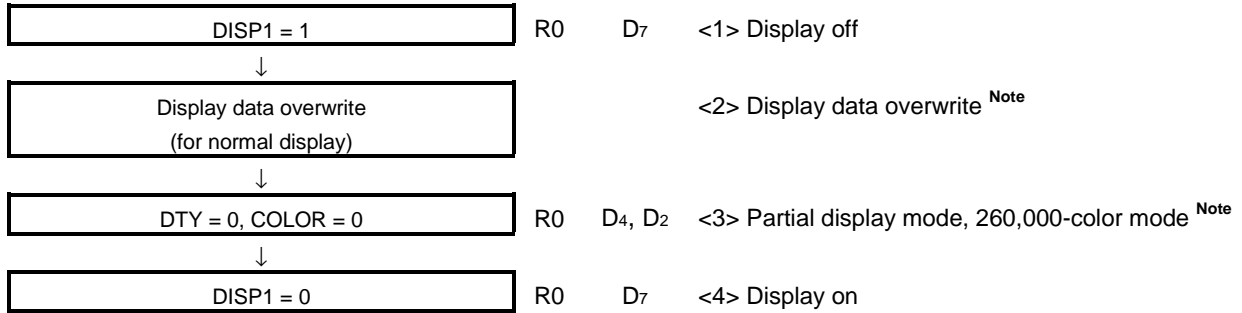 DISP1 = 1 R0 D7 <1> Display off
↓
Display data overwrite <2> Display data overwrite Note
(for normal display)
↓
DTY = 0, COLOR = 0 R0 D4, D2 <3> Partial display mode, 260,000-color mode Note
↓
DISP1 = 0 R0 D7 <4> Display on